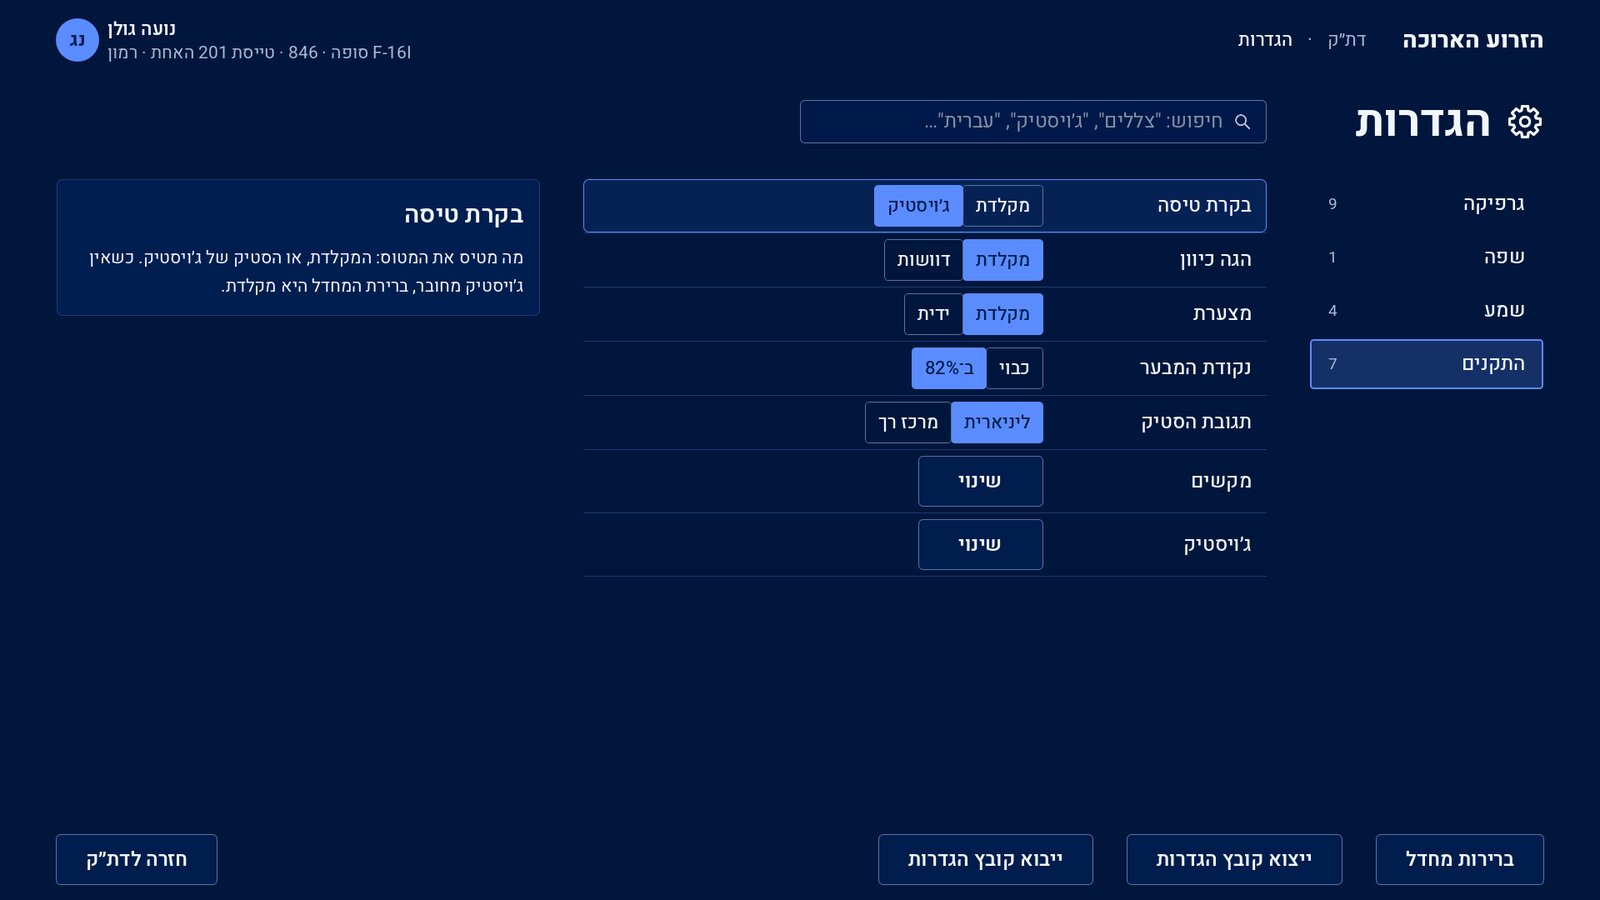 הזרוע הארוכה
דת״ק · הגדרות
נועה גולן
F-16I סופה · 846 · טייסת 201 האחת · רמון
נג
הגדרות
חיפוש: "צללים", "ג׳ויסטיק", "עברית"...
גרפיקה 9
שפה 1
שמע 4
התקנים 7
בקרת טיסה מקלדת ג׳ויסטיק
הגה כיוון מקלדת דוושות
מצערת מקלדת ידית
נקודת המבער כבוי ב־82%
תגובת הסטיק ליניארית מרכז רך
מקשים שינוי
ג׳ויסטיק שינוי
בקרת טיסה
מה מטיס את המטוס: המקלדת, או הסטיק של ג׳ויסטיק. כשאין
ג׳ויסטיק מחובר, ברירת המחדל היא מקלדת.
ברירות מחדל
ייצוא קובץ הגדרות
ייבוא קובץ הגדרות
חזרה לדת״ק